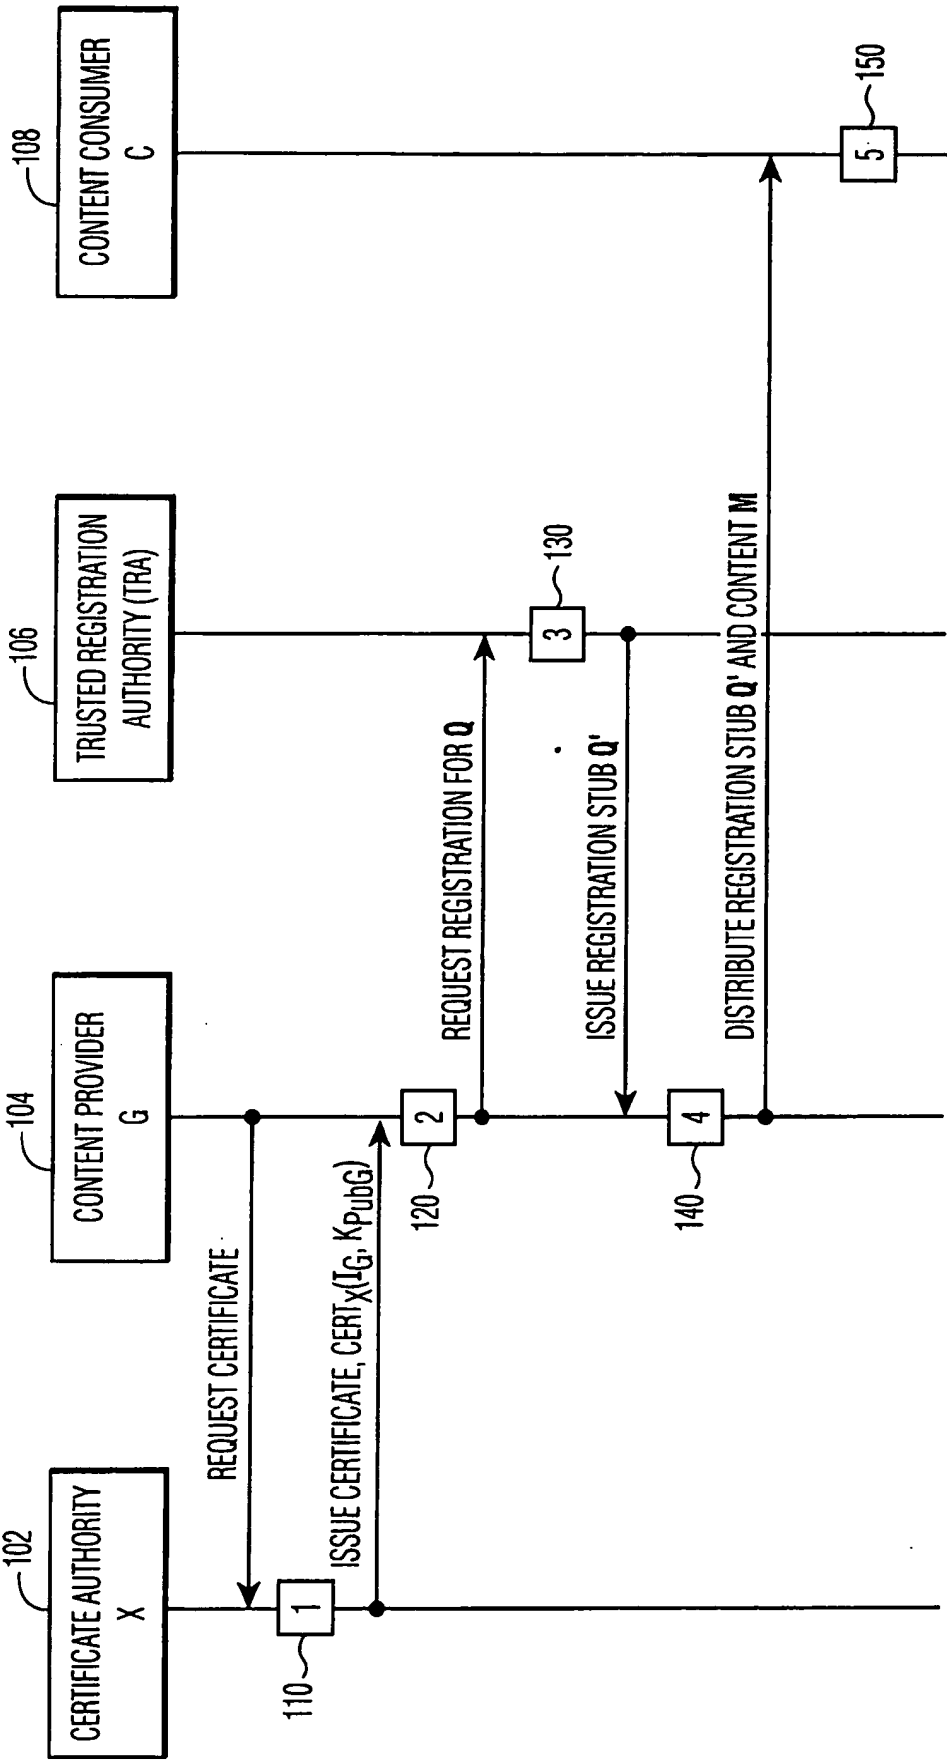 102
CERTIFICATE AUTHORITY
X
104
CONTENT PROVIDER
G
106
TRUSTED REGISTRATION
AUTHORITY (TRA)
108
CONTENT CONSUMER
C
REQUEST CERTIFICATE
110
1
ISSUE CERTIFICATE, CERTX(IG, KPubG)
120
2
REQUEST REGISTRATION FOR Q
3
130
ISSUE REGISTRATION STUB Q'
140
4
DISTRIBUTE REGISTRATION STUB Q' AND CONTENT M
5
150